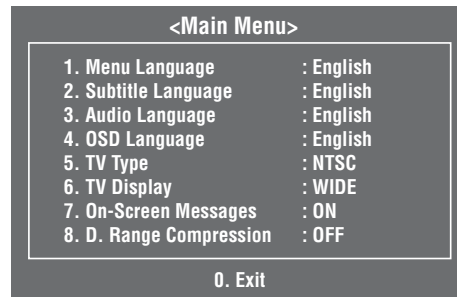 <Main Menu>
1. Menu Language : English
2. Subtitle Language : English
3. Audio Language : English
4. OSD Language : English
5. TV Type : NTSC
6. TV Display : WIDE
7. On-Screen Messages : ON
8. D. Range Compression : OFF
0. Exit